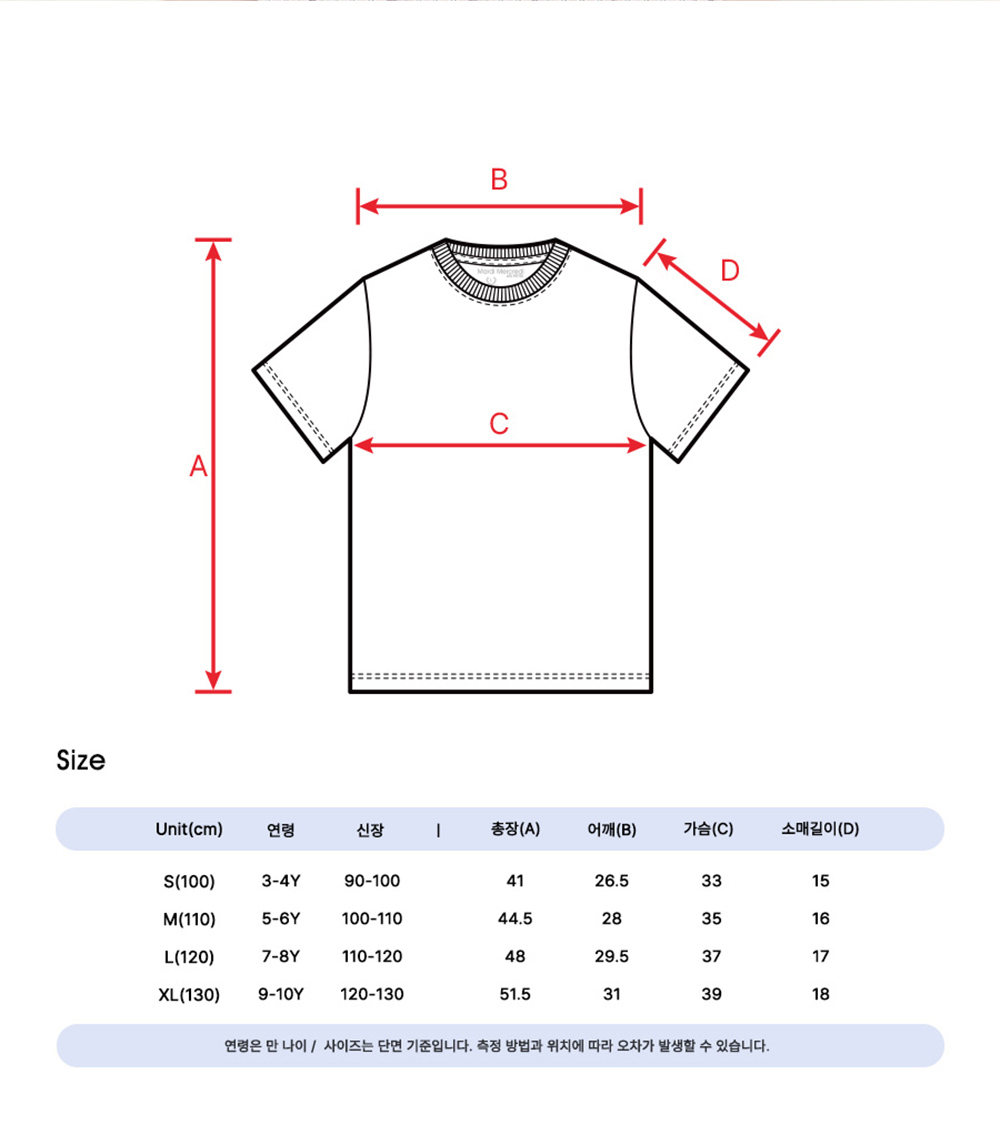 B
D
Mardi Mercredi
C
A
Size
Unit(cm) 연령 신장 | 총장(A) 어깨(B) 가슴(C) 소매길이(D)
S(100) 3-4Y 90-100 41 26.5 33 15
M(110) 5-6Y 100-110 44.5 28 35 16
L(120) 7-8Y 110-120 48 29.5 37 17
XL(130) 9-10Y 120-130 51.5 31 39 18
연령은 만 나이 / 사이즈는 단면 기준입니다. 측정 방법과 위치에 따라 오차가 발생할 수 있습니다.